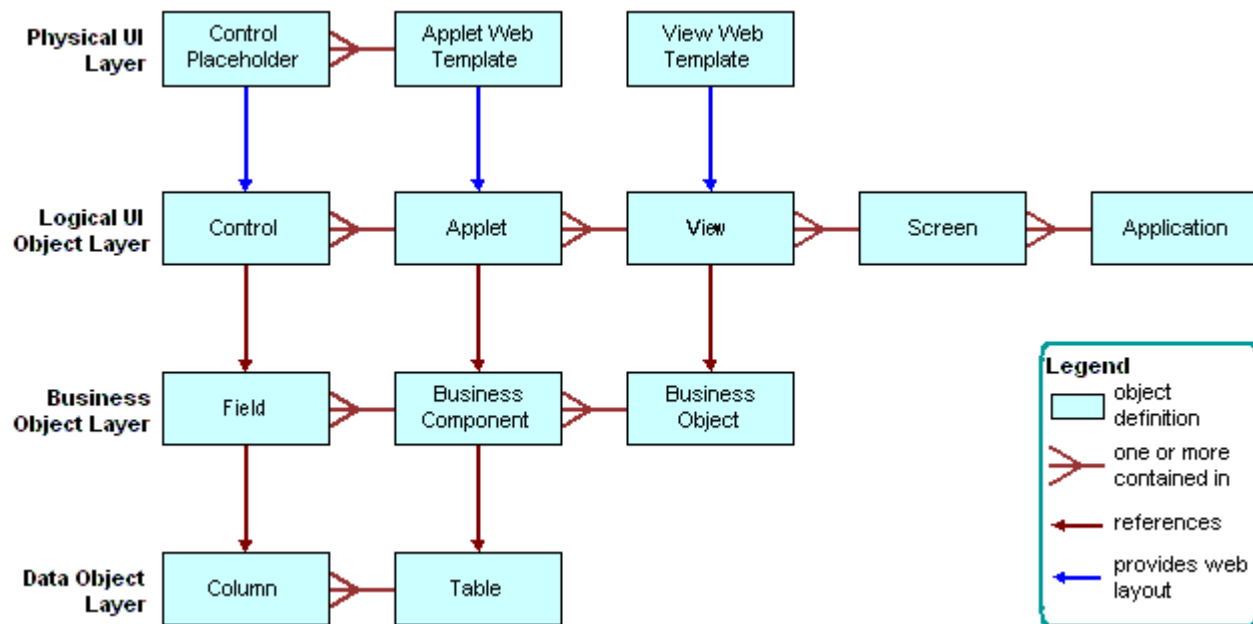 Physical UI
Layer
Control
Placeholder
Applet Web
Template
View Web
Template
Logical UI
Object Layer
Control
Applet
View
Screen
Application
Business
Object Layer
Field
Business
Component
Business
Object
Data Object
Layer
Column
Table
Legend
object
definition
one or more
contained in
references
provides web
layout